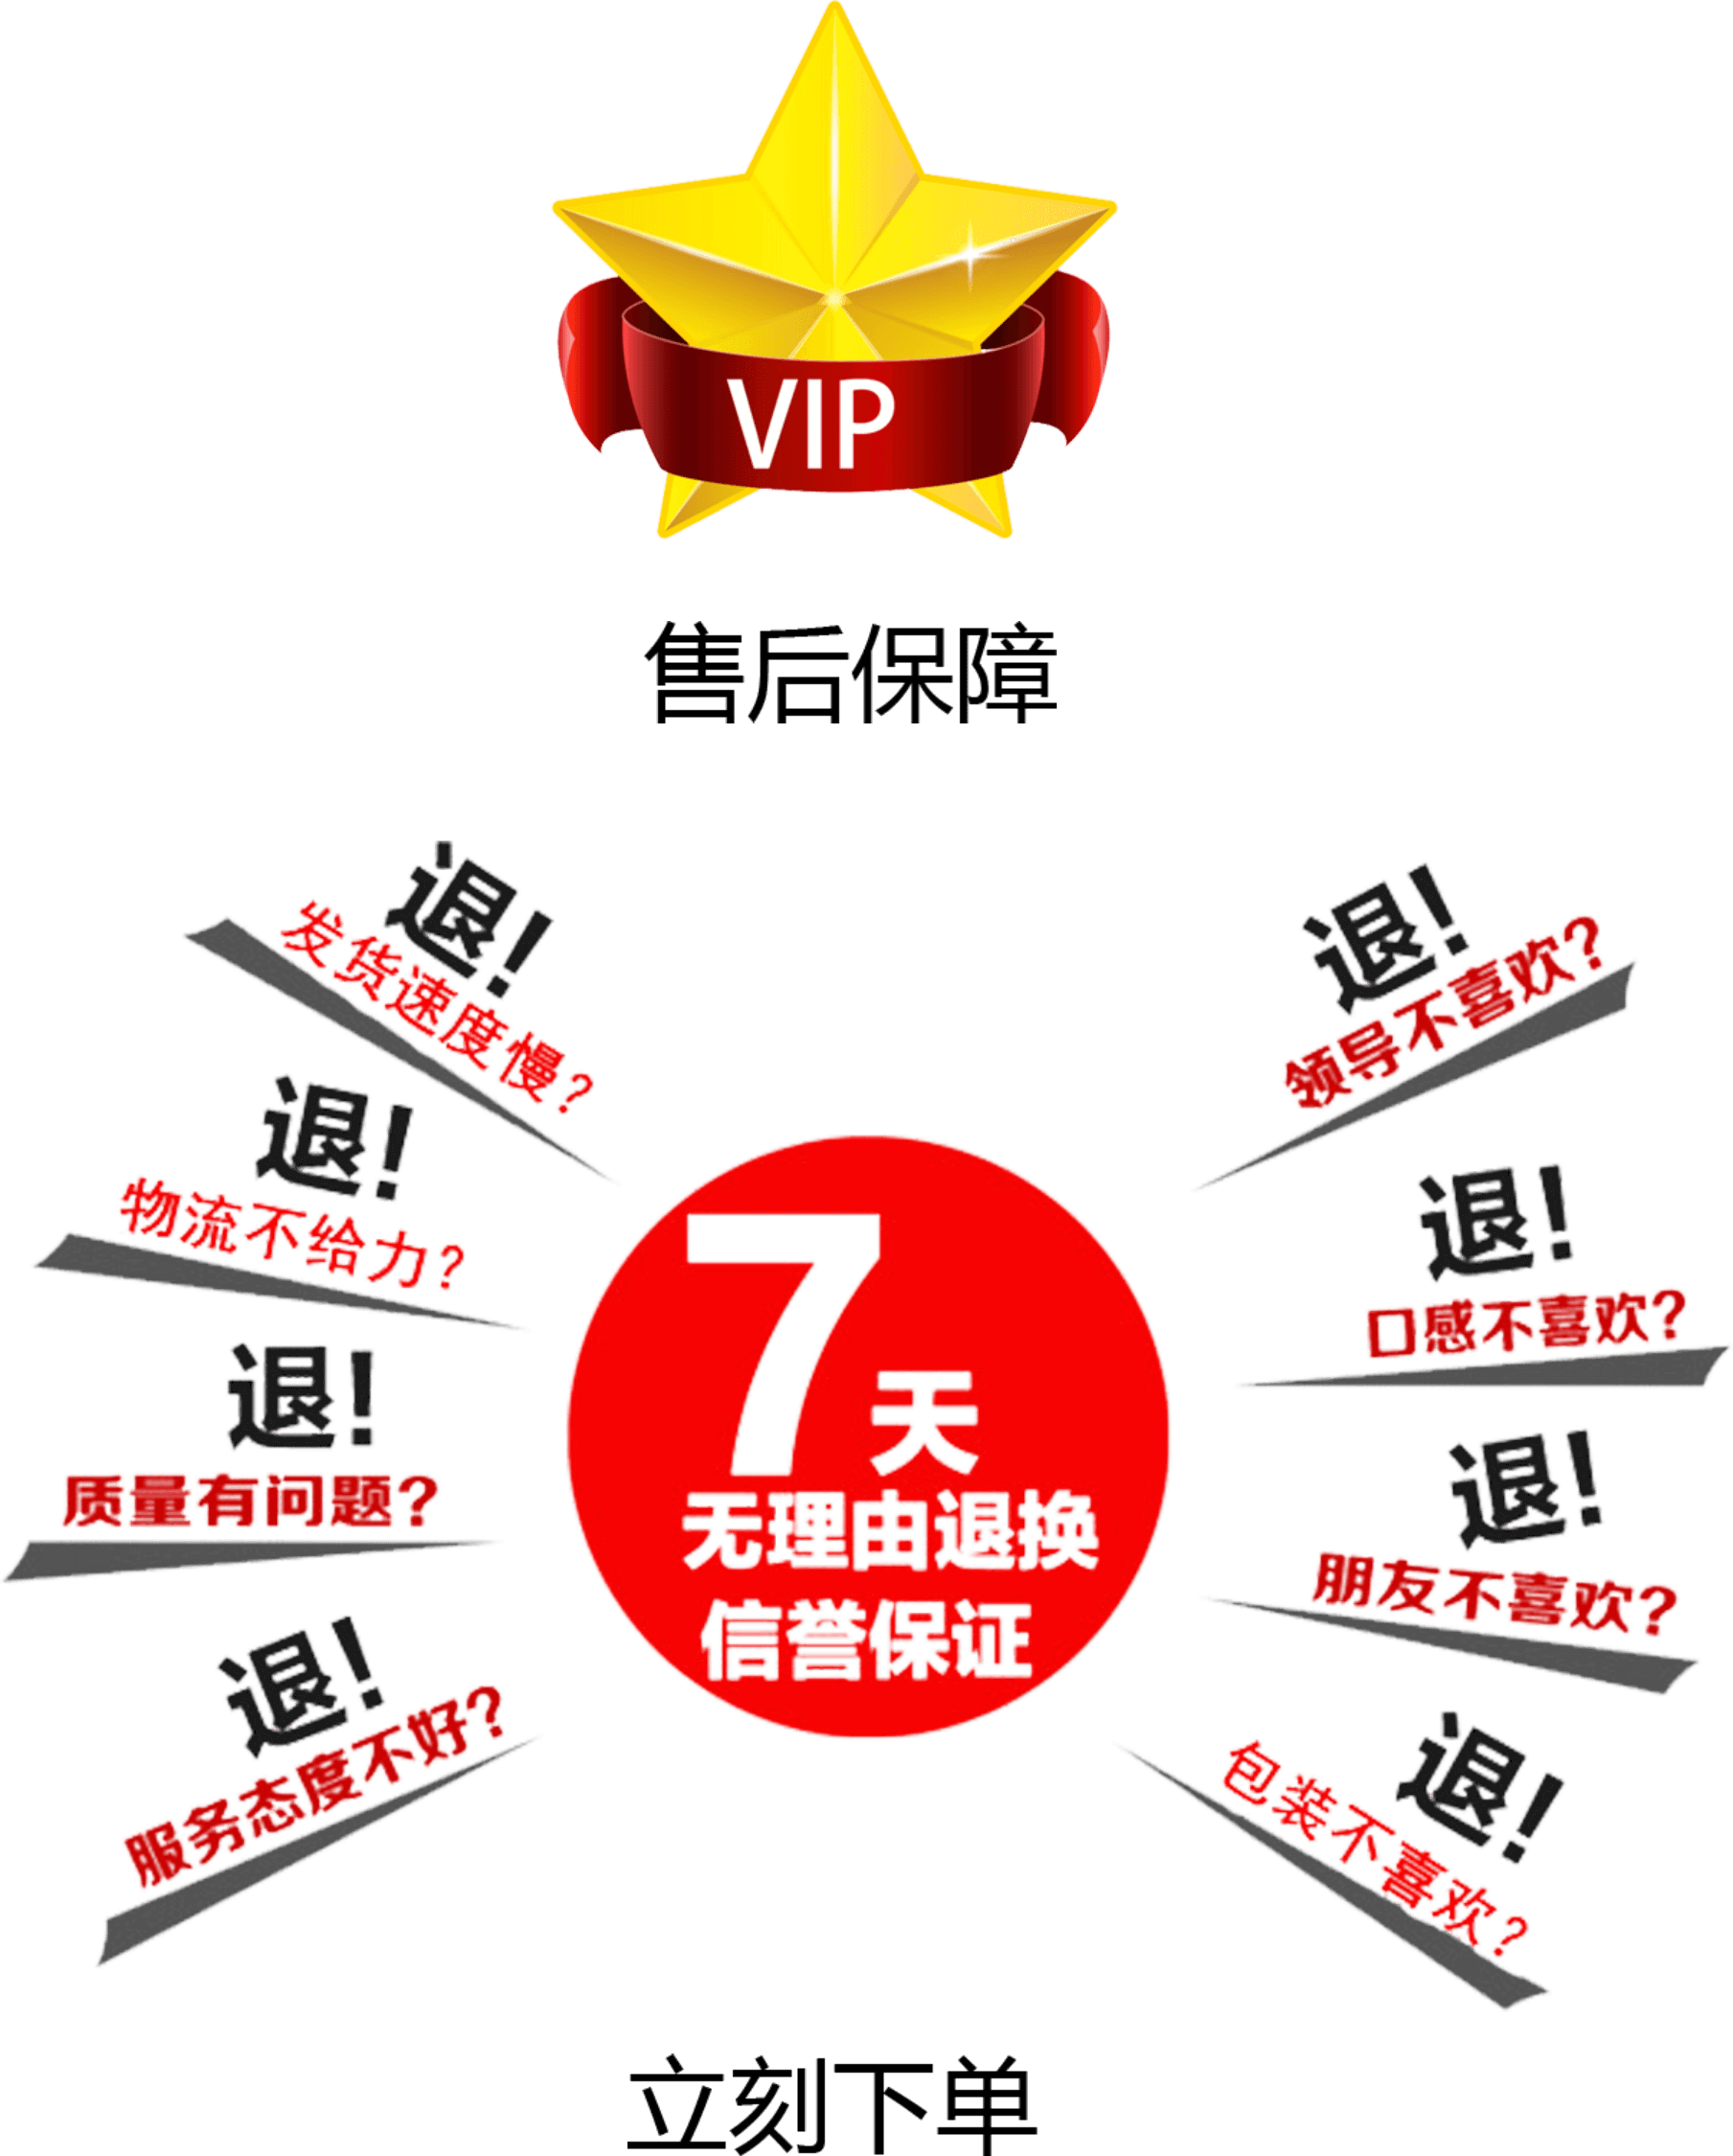 VIP
售后保障
退!
发货速度慢?
退!
物流不给力?
退!
质量有问题?
退!
服务态度不好?
7天
无理由退换
信誉保证
退!
领导不喜欢?
退!
口感不喜欢?
退!
朋友不喜欢?
退!
包装不喜欢?
立刻下单